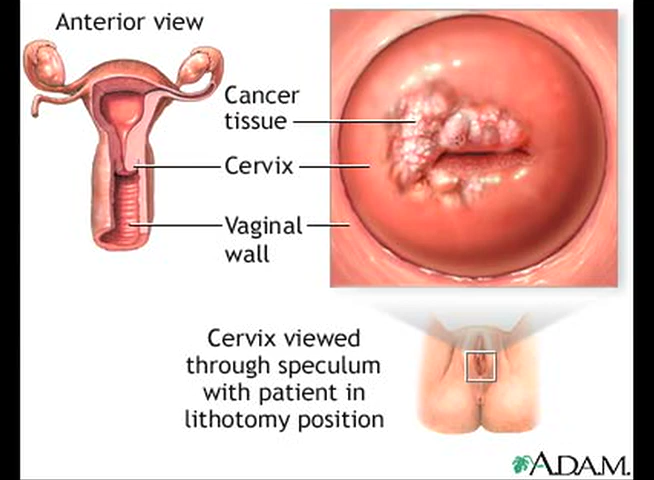 Anterior view
Cancer
tissue
Cervix
Vaginal
wall
Cervix viewed
through speculum
with patient in
lithotomy position
A.D.A.M.